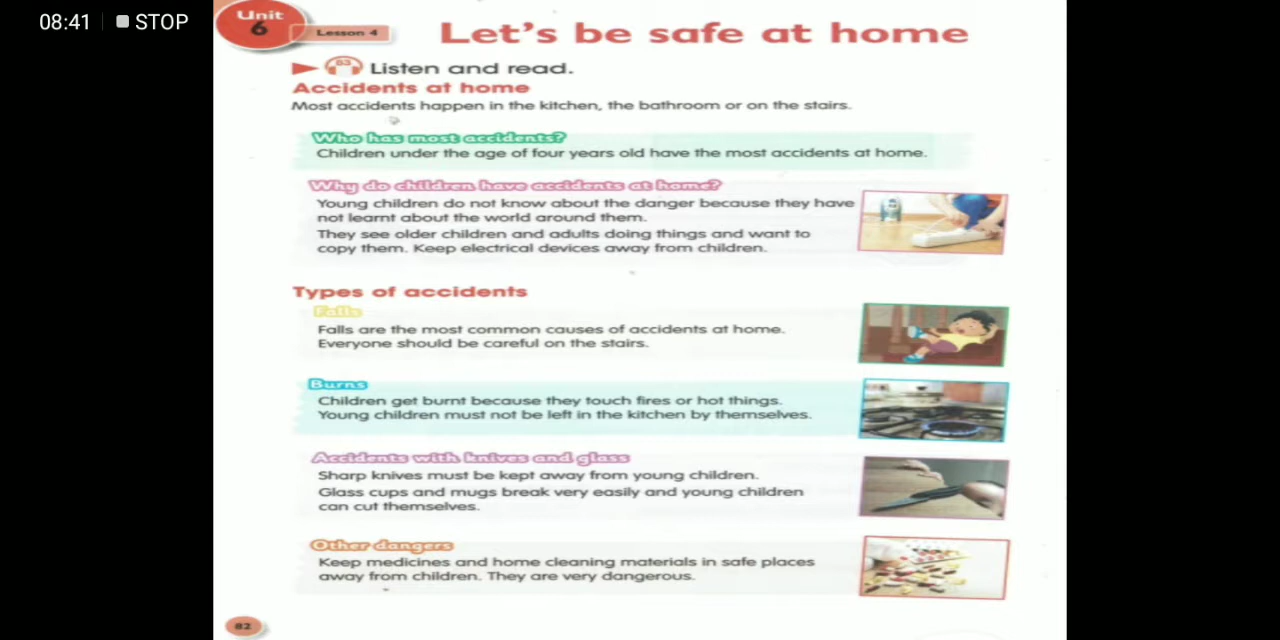 08:41 STOP
Unit
6
Lesson 4
Let's be safe at home
83 Listen and read.
Accidents at home
Most accidents happen in the kitchen, the bathroom or on the stairs.
Who has most accidents?
Children under the age of four years old have the most accidents at home.
Why do children have accidents at home?
Young children do not know about the danger because they have
not learnt about the world around them.
They see older children and adults doing things and want to
copy them. Keep electrical devices away from children.
Types of accidents
Falls
Falls are the most common causes of accidents at home.
Everyone should be careful on the stairs.
Burns
Children get burnt because they touch fires or hot things.
Young children must not be left in the kitchen by themselves.
Accidents with knives and glass
Sharp knives must be kept away from young children.
Glass cups and mugs break very easily and young children
can cut themselves.
Other dangers
Keep medicines and home cleaning materials in safe places
away from children. They are very dangerous.
82